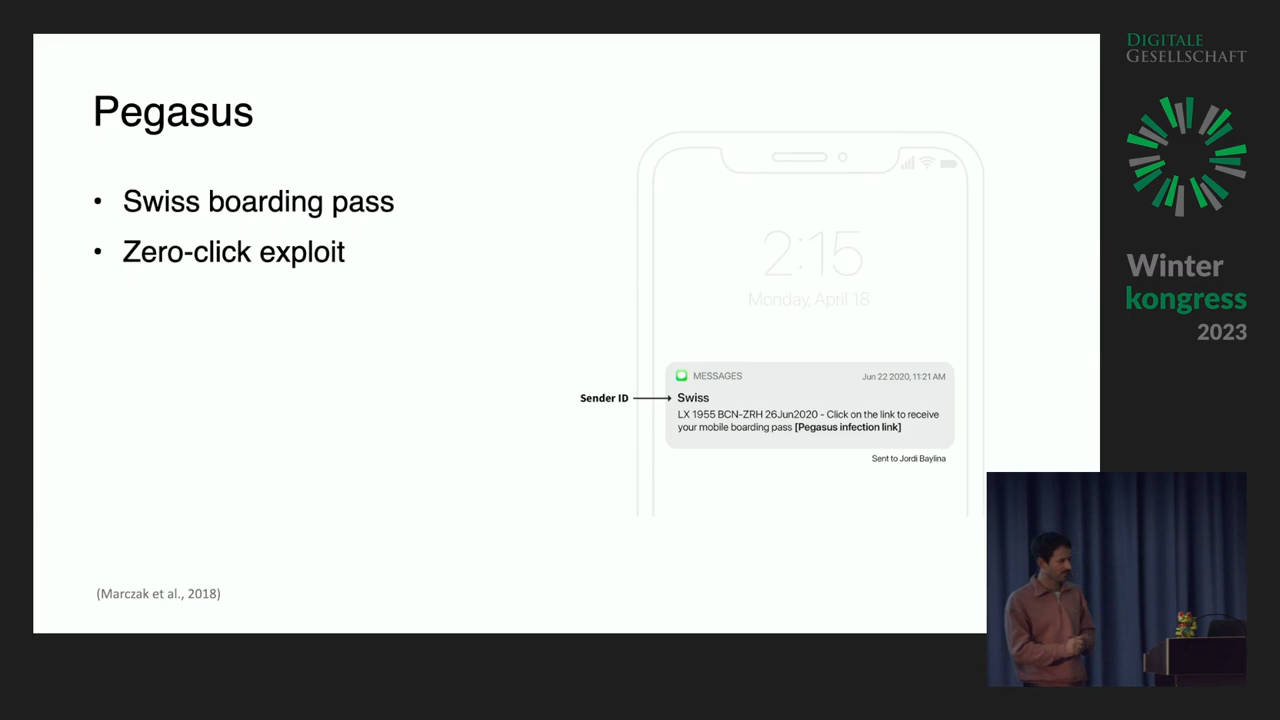 Pegasus
• Swiss boarding pass
• Zero-click exploit
2:15
Monday, April 18
MESSAGES
Jun 22 2020, 11:21 AM
Sender ID
Swiss
LX 1955 BCN-ZRH 26Jun2020 - Click on the link to receive
your mobile boarding pass [Pegasus infection link]
Sent to Jordi Baylina
(Marczak et al., 2018)
DIGITALE
GESELLSCHAFT
Winter
kongress
2023